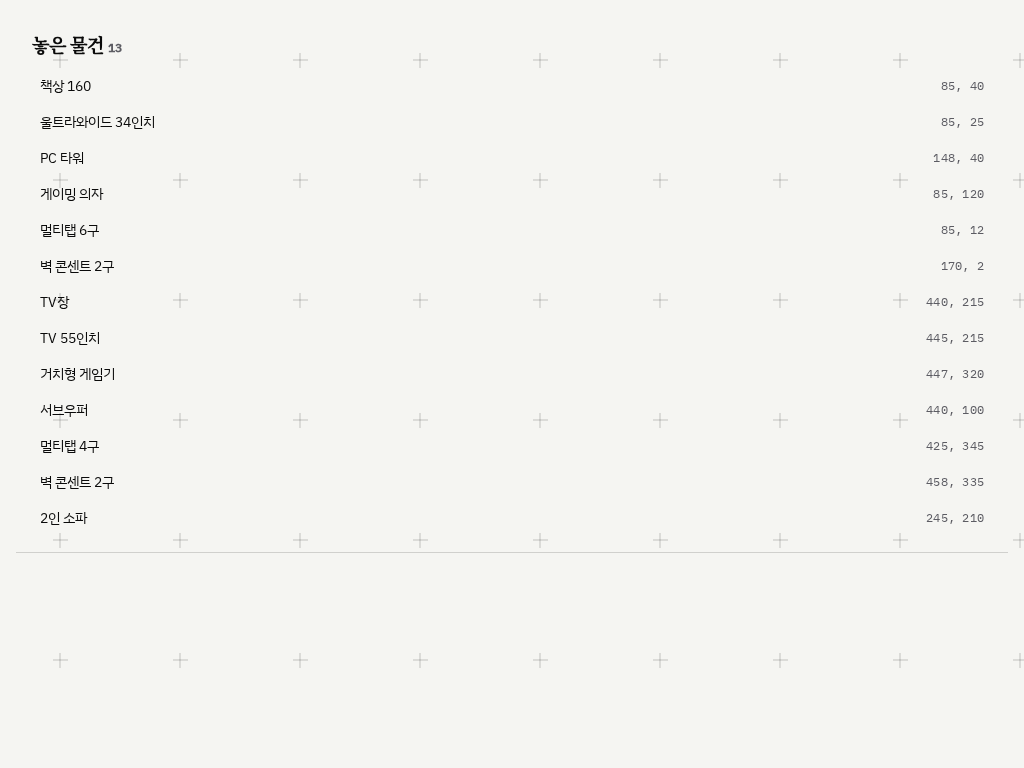 놓은 물건 13
책상 160 85, 40
울트라와이드 34인치 85, 25
PC 타워 148, 40
게이밍 의자 85, 120
멀티탭 6구 85, 12
벽 콘센트 2구 170, 2
TV장 440, 215
TV 55인치 445, 215
거치형 게임기 447, 320
서브우퍼 440, 100
멀티탭 4구 425, 345
벽 콘센트 2구 458, 335
2인 소파 245, 210